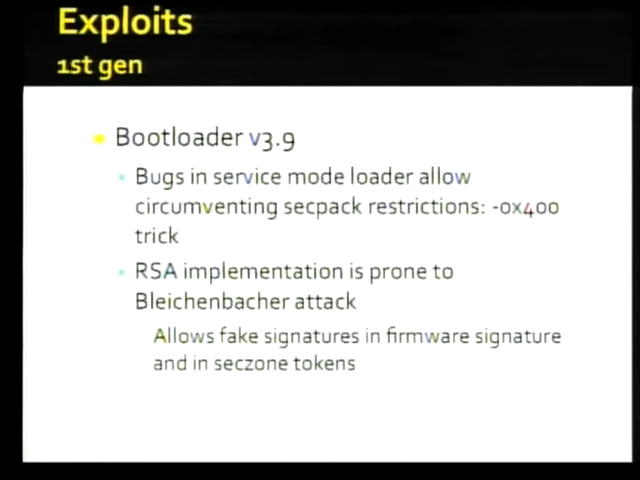 Exploits
1st gen
Bootloader v3.9
Bugs in service mode loader allow
circumventing secpack restrictions: -0x400
trick
RSA implementation is prone to
Bleichenbacher attack
Allows fake signatures in firmware signature
and in seczone tokens